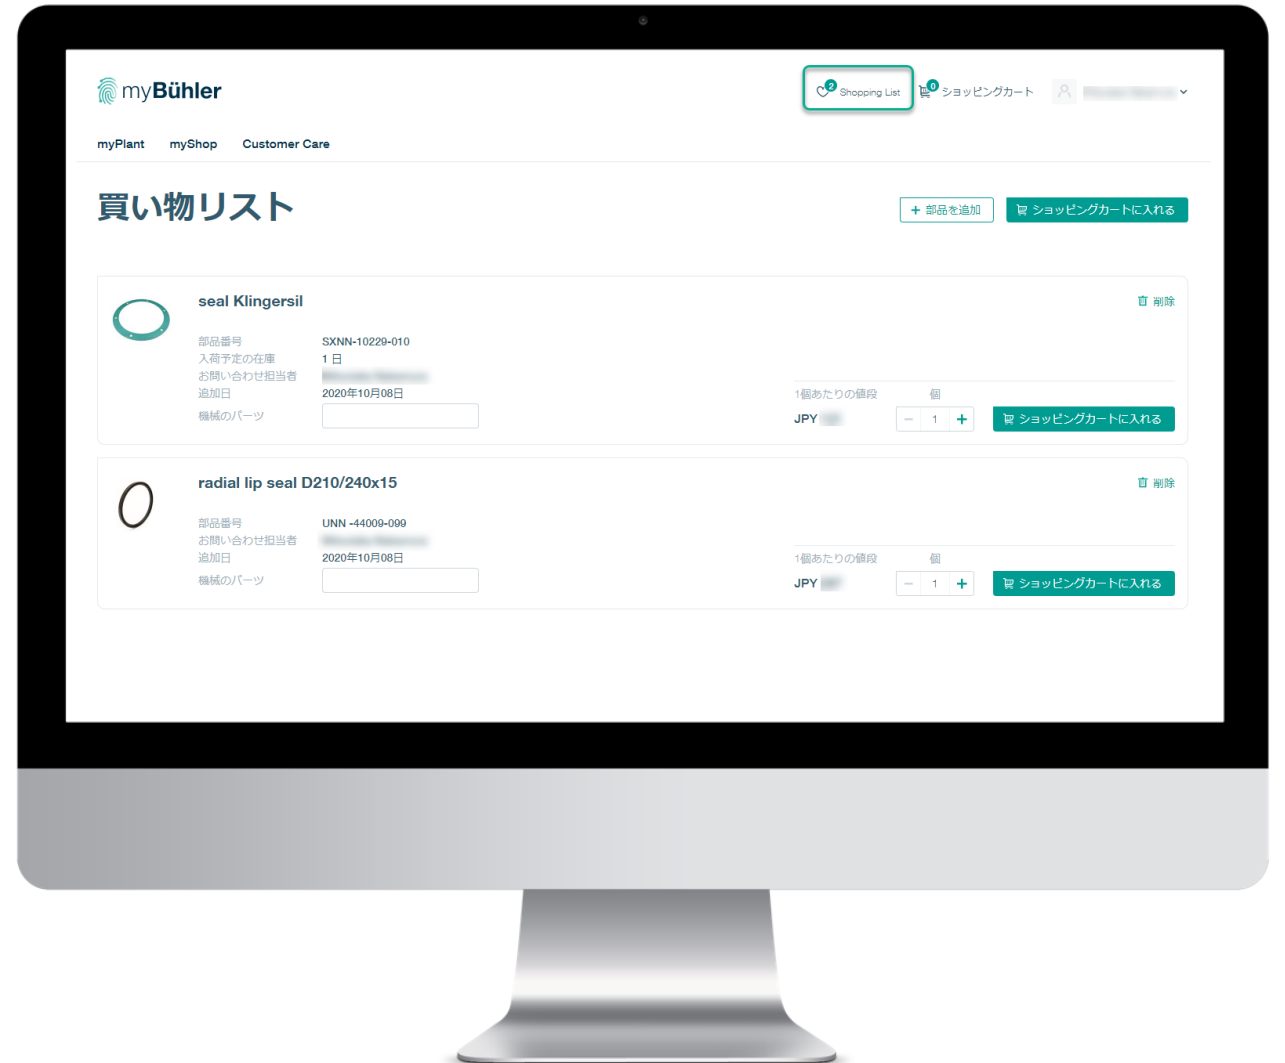 myBühler
2 Shopping List
0 ショッピングカート
myPlant myShop Customer Care
買い物リスト
+ 部品を追加
ショッピングカートに入れる
seal Klingersil
削除
部品番号 SXNN-10229-010
入荷予定の在庫 1 日
お問い合わせ担当者
追加日 2020年10月08日
機械のパーツ
1個あたりの値段 個
JPY − 1 + ショッピングカートに入れる
radial lip seal D210/240x15
削除
部品番号 UNN -44009-099
お問い合わせ担当者
追加日 2020年10月08日
機械のパーツ
1個あたりの値段 個
JPY − 1 + ショッピングカートに入れる